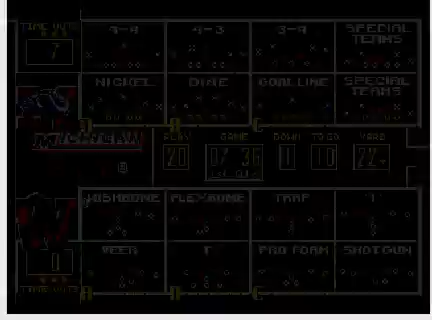 TIME OUTS
7
4-4
4-3
3-4
SPECIAL TEAMS
NICKEL
DIME
GOAL LINE
SPECIAL TEAMS
A
B
C
MICHIGAN
PLAY
GAME
DOWN
TO GO
YARD
20
07 36
1
10
22
WISHBONE
FLEXBONE
TRAP
I
VEER
T
PRO FORM
SHOTGUN
0
TIME OUTS
A
B
C